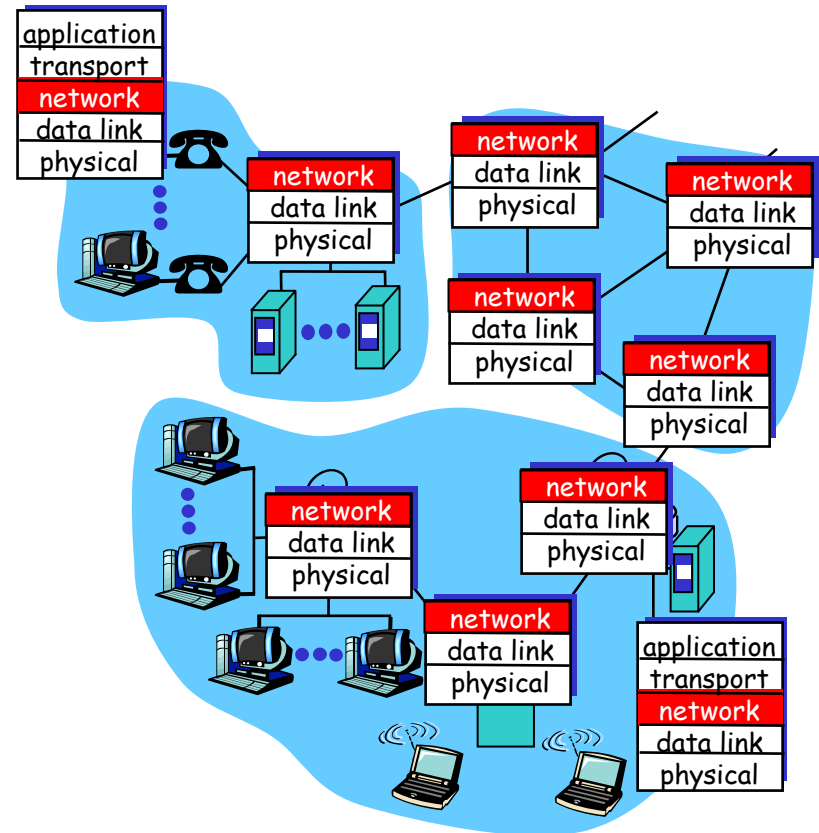 application
transport
network
data link
physical
network
data link
physical
network
data link
physical
network
data link
physical
network
data link
physical
network
data link
physical
network
data link
physical
network
data link
physical
network
data link
physical
application
transport
network
data link
physical